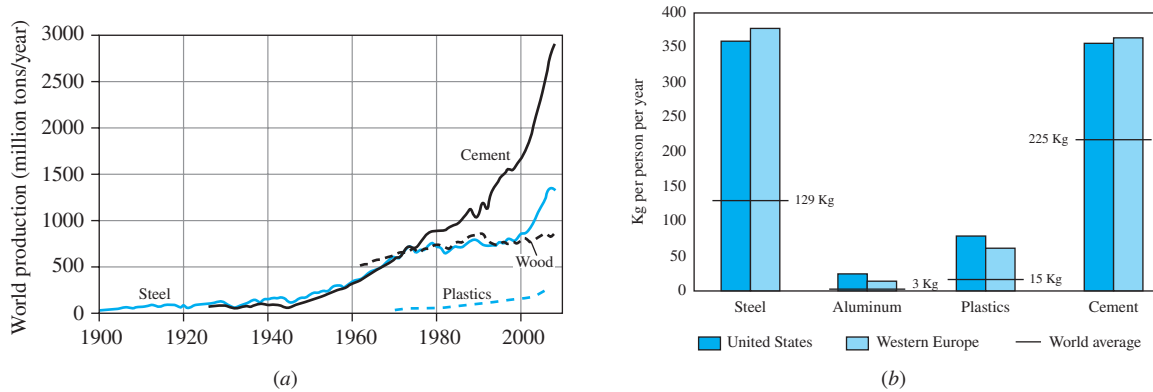 World production (million tons/year)
3000
2500
2000
1500
1000
500
0
Cement
Wood
Steel
Plastics
1900 1920 1940 1960 1980 2000
(a)
Kg per person per year
400
350
300
250
200
150
100
50
0
225 Kg
129 Kg
3 Kg
15 Kg
Steel Aluminum Plastics Cement
United States Western Europe World average
(b)